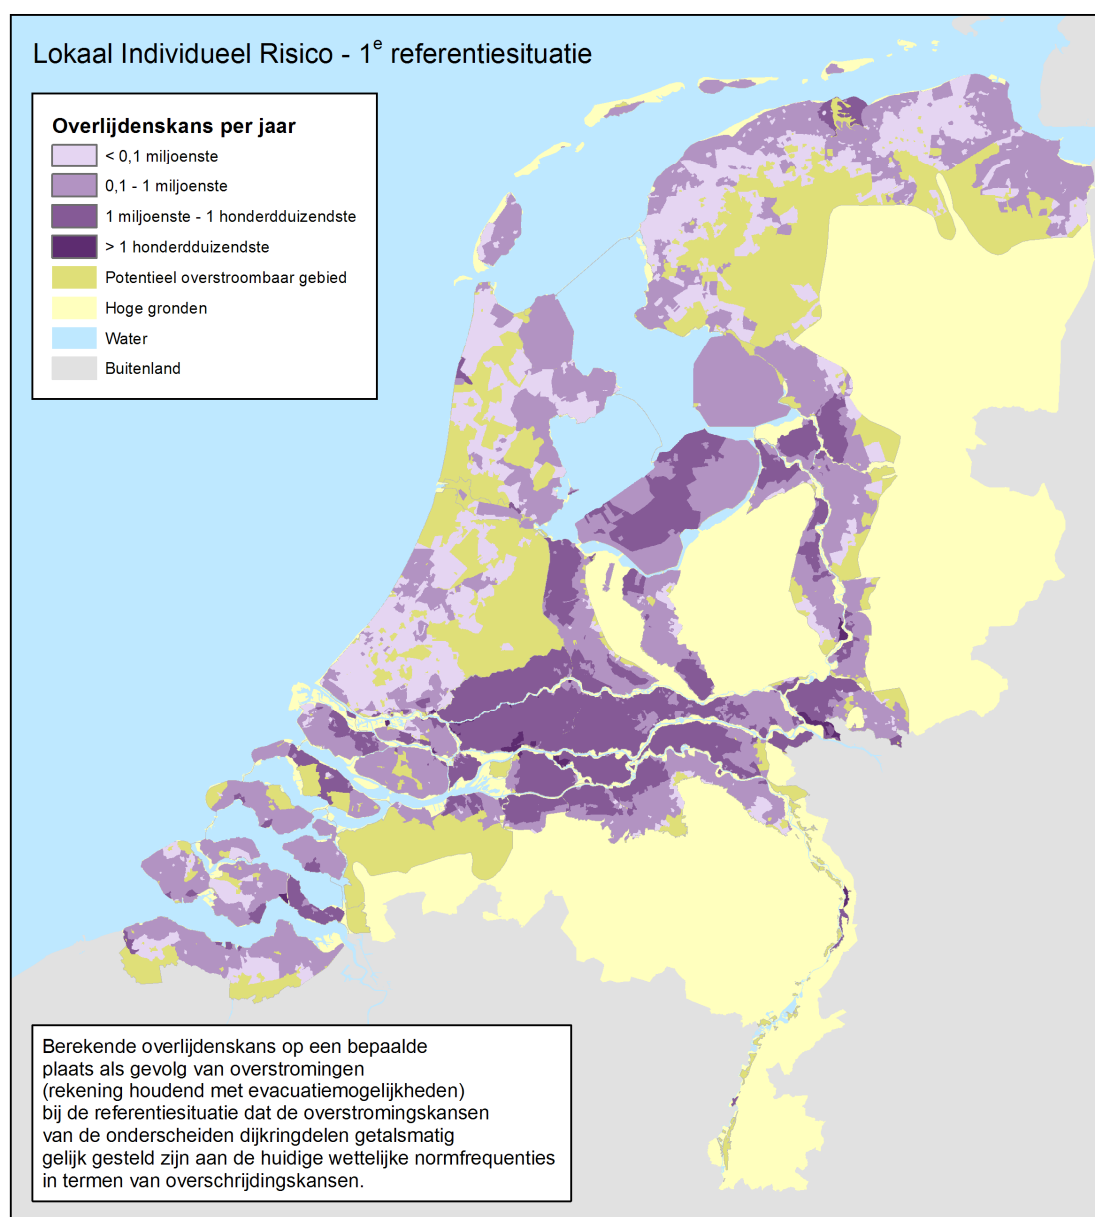 Lokaal Individueel Risico - 1e referentiesituatie
Overlijdenskans per jaar
< 0,1 miljoenste
0,1 - 1 miljoenste
1 miljoenste - 1 honderdduizendste
> 1 honderdduizendste
Potentieel overstroombaar gebied
Hoge gronden
Water
Buitenland
Berekende overlijdenskans op een bepaalde
plaats als gevolg van overstromingen
(rekening houdend met evacuatiemogelijkheden)
bij de referentiesituatie dat de overstromingskansen
van de onderscheiden dijkringdelen getalsmatig
gelijk gesteld zijn aan de huidige wettelijke normfrequenties
in termen van overschrijdingskansen.